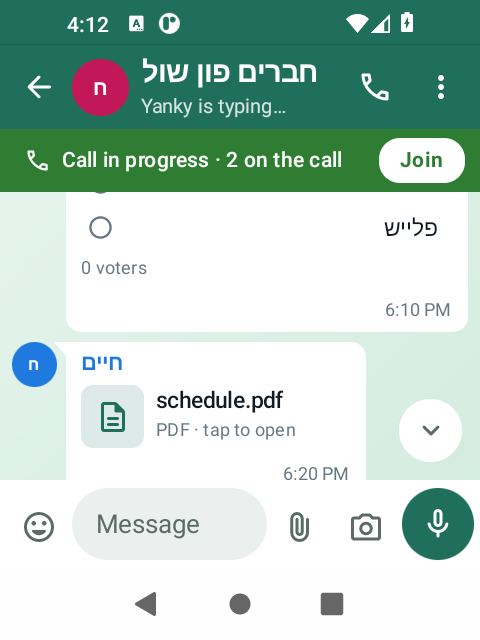 4:12
חברים פון שול
ח
Yanky is typing...
Call in progress · 2 on the call
Join
פלייש
0 voters
6:10 PM
חיים
ח
schedule.pdf
PDF · tap to open
6:20 PM
Message